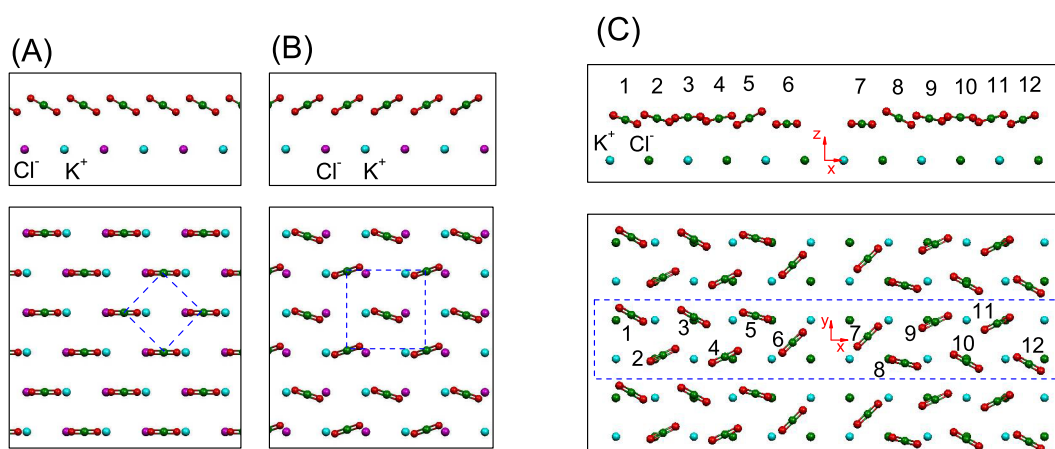 (A)
Cl⁻ K⁺
(B)
Cl⁻ K⁺
(C)
1 2 3 4 5 6 7 8 9 10 11 12
K⁺ Cl⁻
z
x
1 3 5 6 y 7 9 11
x
2 4 8 10 12